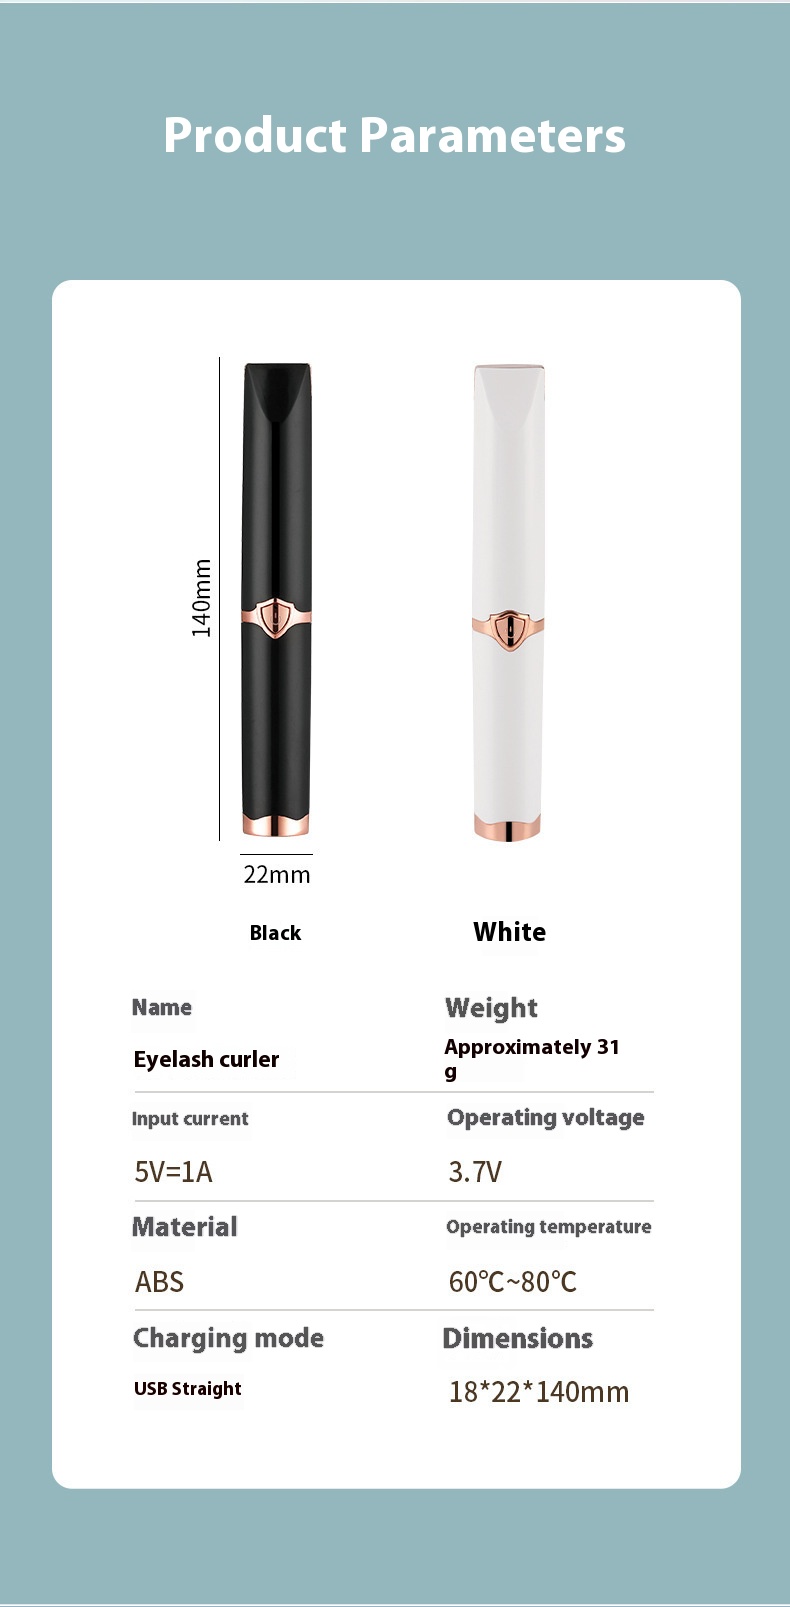 Product Parameters
140mm
22mm
Black
White
Name
Weight
Eyelash curler
Approximately 31
g
Input current
Operating voltage
5V=1A
3.7V
Material
Operating temperature
ABS
60℃~80℃
Charging mode
Dimensions
USB Straight
18*22*140mm